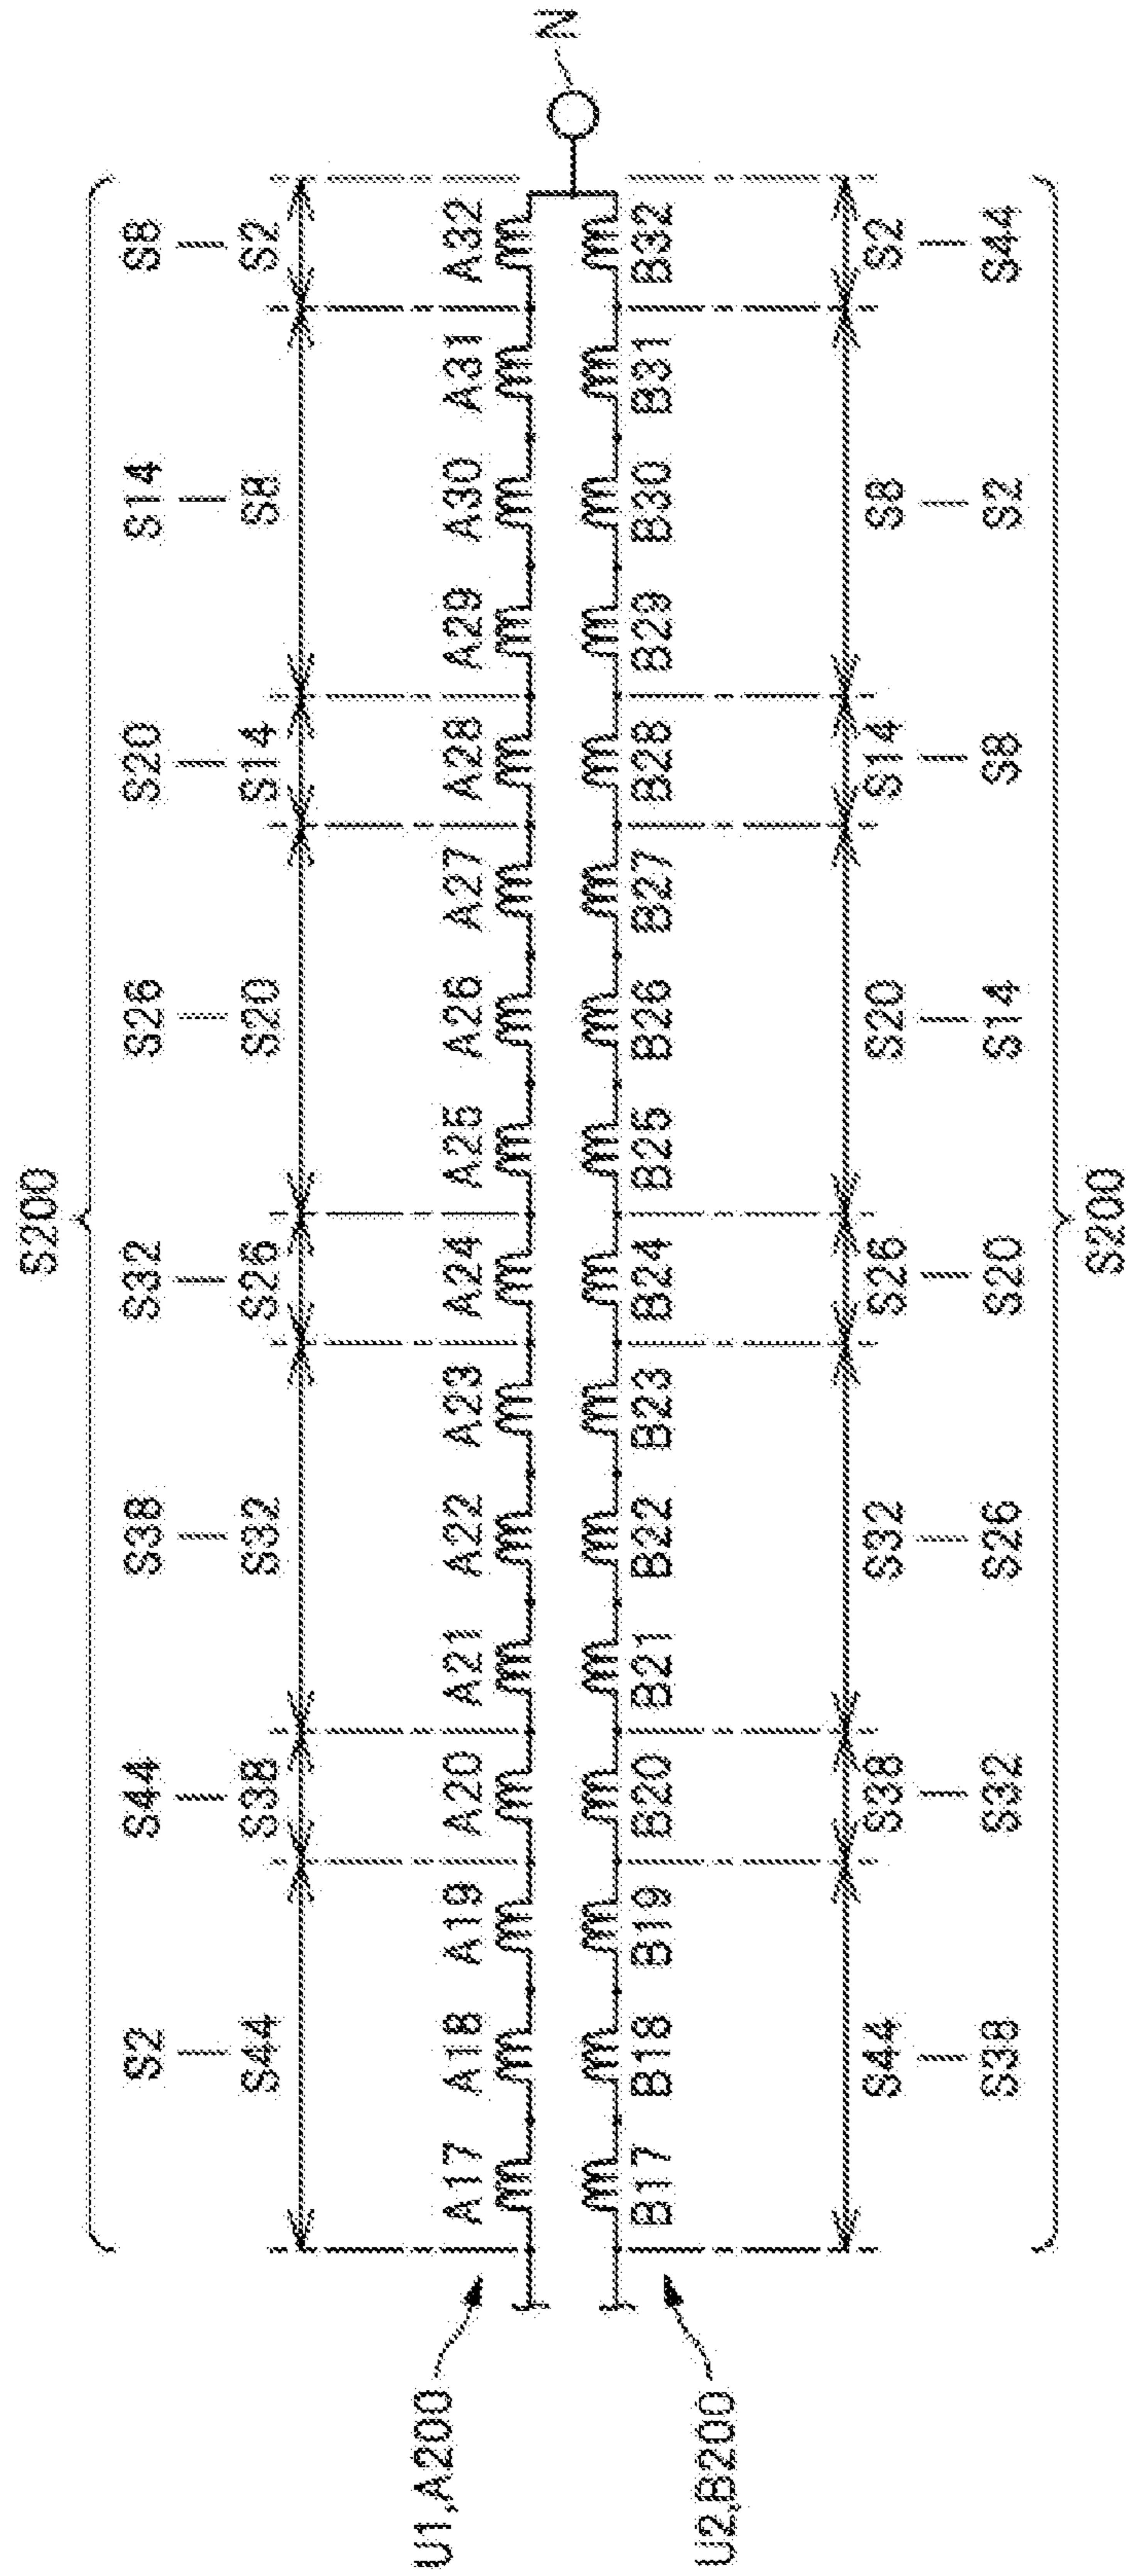 S200
S2 S44 S38 S32 S26 S20 S14 S8
S44 S38 S32 S26 S20 S14 S8 S2
A17 A18 A19 A20 A21 A22 A23 A24 A25 A26 A27 A28 A29 A30 A31 A32
U1,A200
N
U2,B200
B17 B18 B19 B20 B21 B22 B23 B24 B25 B26 B27 B28 B29 B30 B31 B32
S44 S38 S32 S26 S20 S14 S8 S2
S38 S32 S26 S20 S14 S8 S2 S44
S200